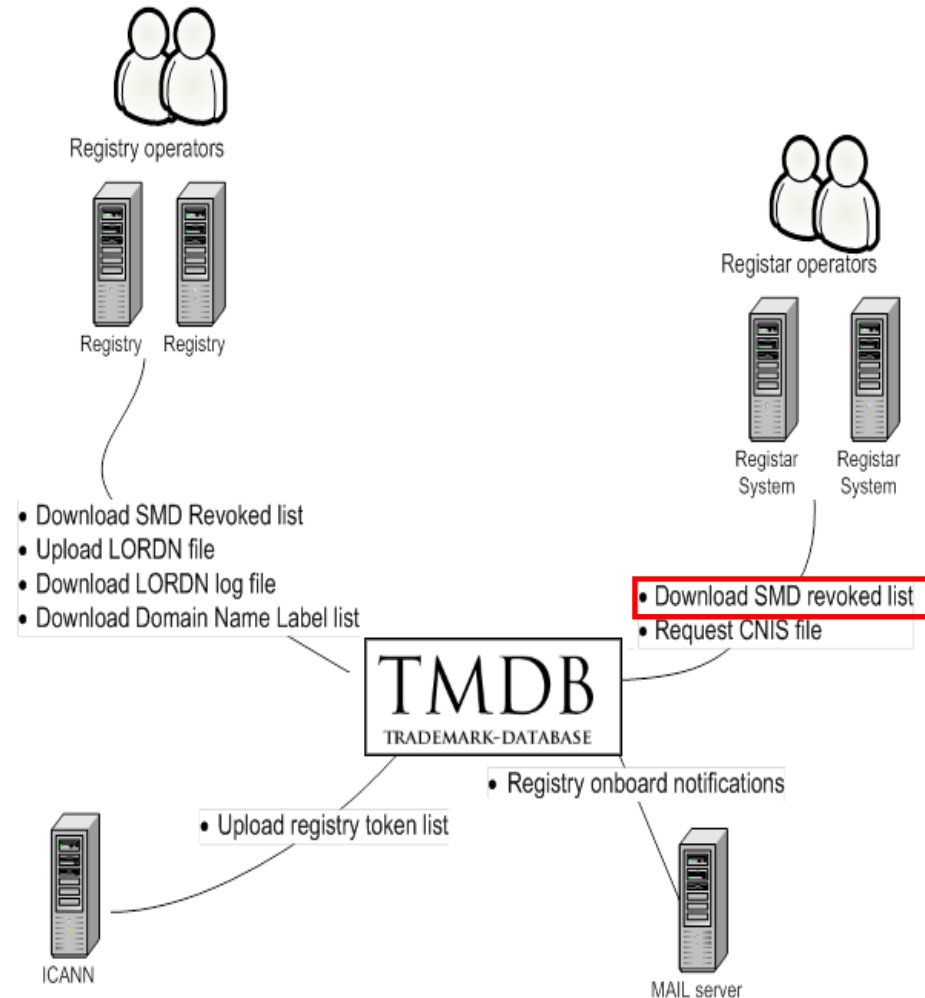 Registry operators
Registry
Registry
Registar operators
Registar
System
Registar
System
• Download SMD Revoked list
• Upload LORDN file
• Download LORDN log file
• Download Domain Name Label list
• Download SMD revoked list
• Request CNIS file
TMDB
TRADEMARK-DATABASE
• Registry onboard notifications
• Upload registry token list
ICANN
MAIL server